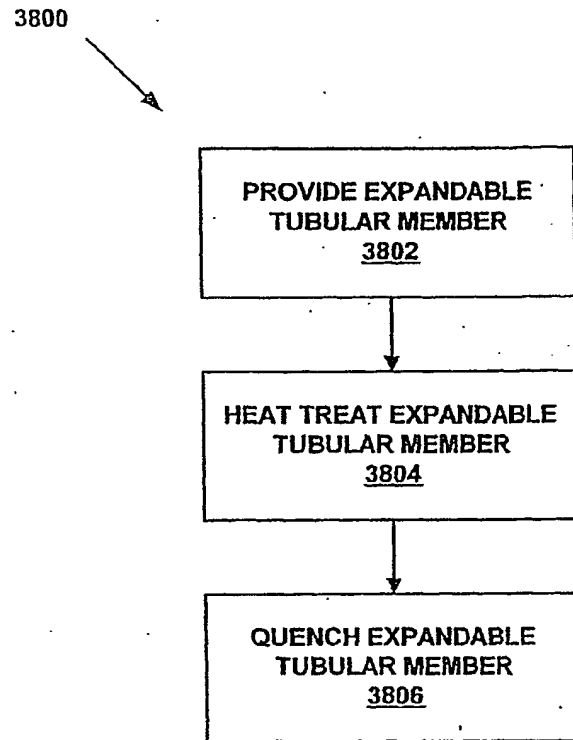 3800
PROVIDE EXPANDABLE
TUBULAR MEMBER
3802
HEAT TREAT EXPANDABLE
TUBULAR MEMBER
3804
QUENCH EXPANDABLE
TUBULAR MEMBER
3806